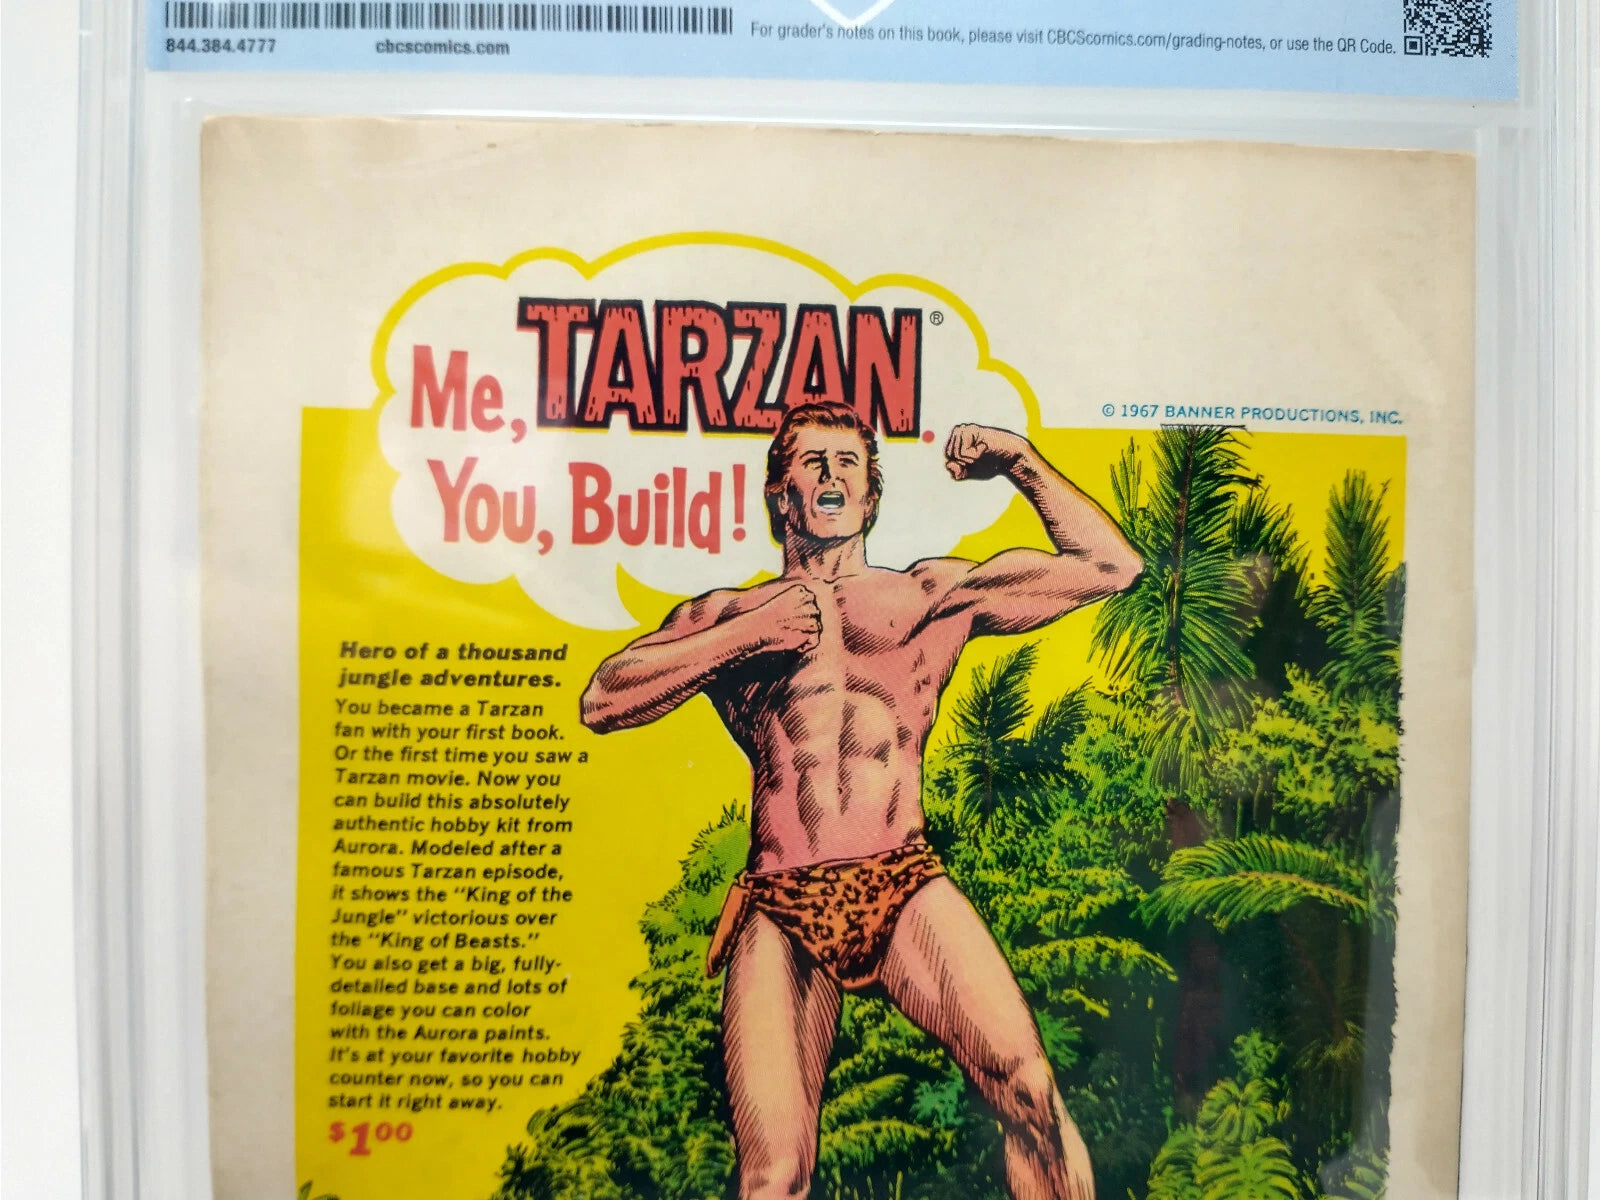 844.384.4777
cbcscomics.com
For grader's notes on this book, please visit CBCScomics.com/grading-notes, or use the QR Code.
Me, TARZAN®.
You, Build!
© 1967 BANNER PRODUCTIONS, INC.
Hero of a thousand
jungle adventures.
You became a Tarzan
fan with your first book.
Or the first time you saw a
Tarzan movie. Now you
can build this absolutely
authentic hobby kit from
Aurora. Modeled after a
famous Tarzan episode,
it shows the "King of the
Jungle" victorious over
the "King of Beasts."
You also get a big, fully-
detailed base and lots of
foliage you can color
with the Aurora paints.
It's at your favorite hobby
counter now, so you can
start it right away.
$100